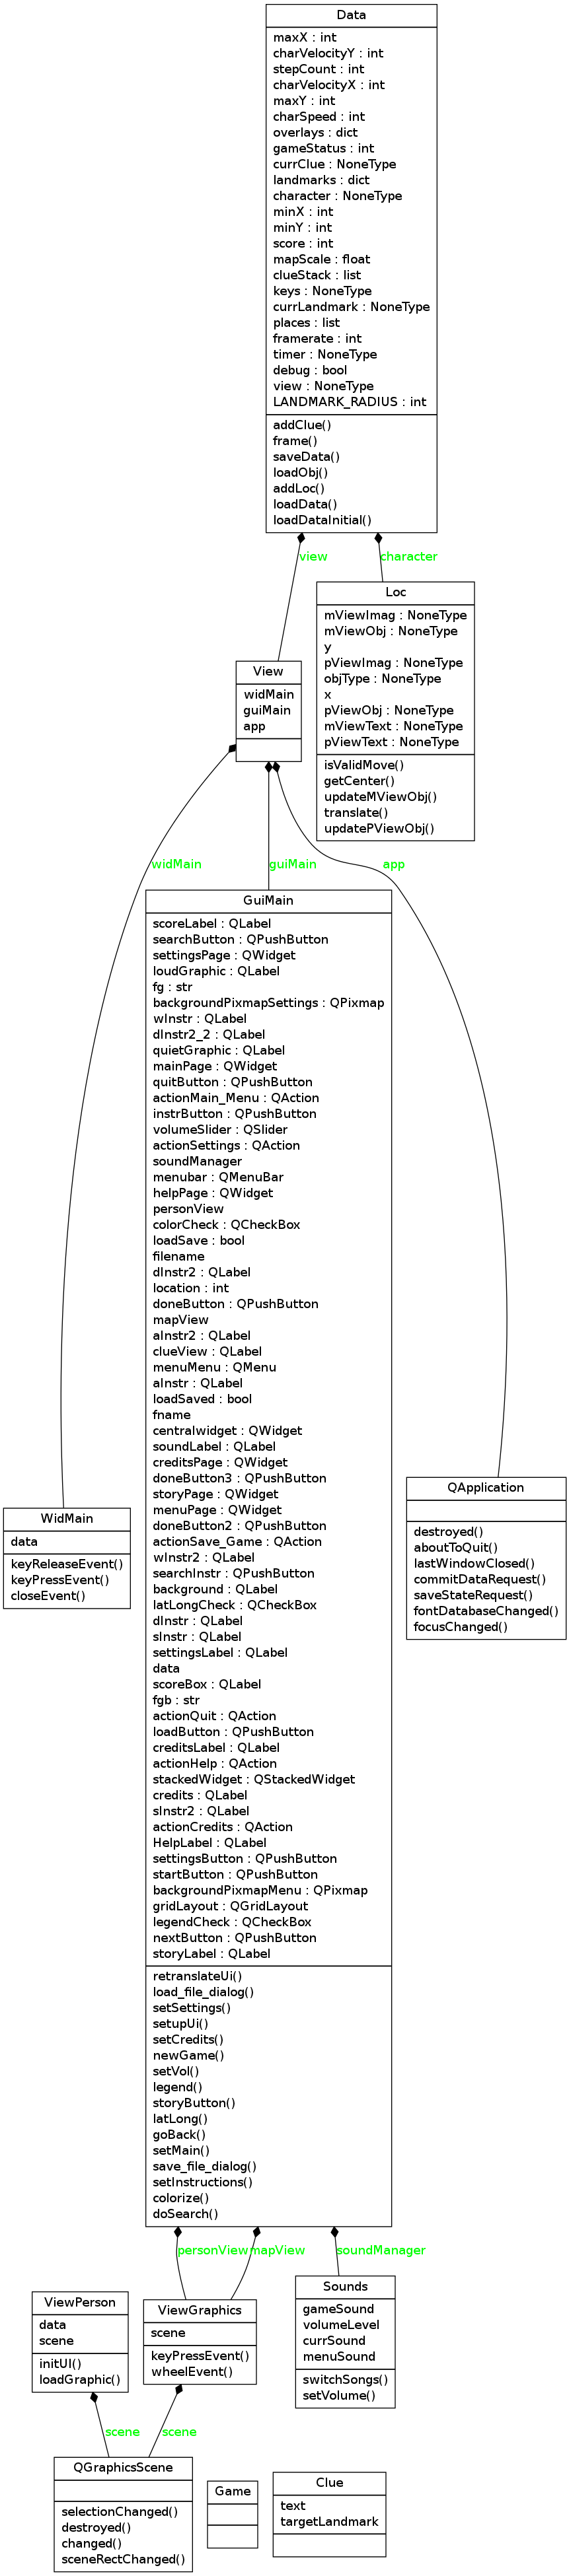 Data
maxX : int
charVelocityY : int
stepCount : int
charVelocityX : int
maxY : int
charSpeed : int
overlays : dict
gameStatus : int
currClue : NoneType
landmarks : dict
character : NoneType
minX : int
minY : int
score : int
mapScale : float
clueStack : list
keys : NoneType
currLandmark : NoneType
places : list
framerate : int
timer : NoneType
debug : bool
view : NoneType
LANDMARK_RADIUS : int
addClue()
frame()
saveData()
loadObj()
addLoc()
loadData()
loadDataInitial()
view
character
Loc
mViewImag : NoneType
mViewObj : NoneType
y
pViewImag : NoneType
objType : NoneType
x
pViewObj : NoneType
mViewText : NoneType
pViewText : NoneType
isValidMove()
getCenter()
updateMViewObj()
translate()
updatePViewObj()
View
widMain
guiMain
app
widMain
guiMain
app
GuiMain
scoreLabel : QLabel
searchButton : QPushButton
settingsPage : QWidget
loudGraphic : QLabel
fg : str
backgroundPixmapSettings : QPixmap
wInstr : QLabel
dInstr2_2 : QLabel
quietGraphic : QLabel
mainPage : QWidget
quitButton : QPushButton
actionMain_Menu : QAction
instrButton : QPushButton
volumeSlider : QSlider
actionSettings : QAction
soundManager
menubar : QMenuBar
helpPage : QWidget
personView
colorCheck : QCheckBox
loadSave : bool
filename
dInstr2 : QLabel
location : int
doneButton : QPushButton
mapView
aInstr2 : QLabel
clueView : QLabel
menuMenu : QMenu
aInstr : QLabel
loadSaved : bool
fname
centralwidget : QWidget
soundLabel : QLabel
creditsPage : QWidget
doneButton3 : QPushButton
storyPage : QWidget
menuPage : QWidget
doneButton2 : QPushButton
actionSave_Game : QAction
wInstr2 : QLabel
searchInstr : QPushButton
background : QLabel
latLongCheck : QCheckBox
dInstr : QLabel
sInstr : QLabel
settingsLabel : QLabel
data
scoreBox : QLabel
fgb : str
actionQuit : QAction
loadButton : QPushButton
creditsLabel : QLabel
actionHelp : QAction
stackedWidget : QStackedWidget
credits : QLabel
sInstr2 : QLabel
actionCredits : QAction
HelpLabel : QLabel
settingsButton : QPushButton
startButton : QPushButton
backgroundPixmapMenu : QPixmap
gridLayout : QGridLayout
legendCheck : QCheckBox
nextButton : QPushButton
storyLabel : QLabel
retranslateUi()
load_file_dialog()
setSettings()
setupUi()
setCredits()
newGame()
setVol()
legend()
storyButton()
latLong()
goBack()
setMain()
save_file_dialog()
setInstructions()
colorize()
doSearch()
WidMain
data
keyReleaseEvent()
keyPressEvent()
closeEvent()
QApplication
destroyed()
aboutToQuit()
lastWindowClosed()
commitDataRequest()
saveStateRequest()
fontDatabaseChanged()
focusChanged()
personView
mapView
soundManager
ViewPerson
data
scene
initUI()
loadGraphic()
ViewGraphics
scene
keyPressEvent()
wheelEvent()
Sounds
gameSound
volumeLevel
currSound
menuSound
switchSongs()
setVolume()
scene
scene
QGraphicsScene
selectionChanged()
destroyed()
changed()
sceneRectChanged()
Game
Clue
text
targetLandmark